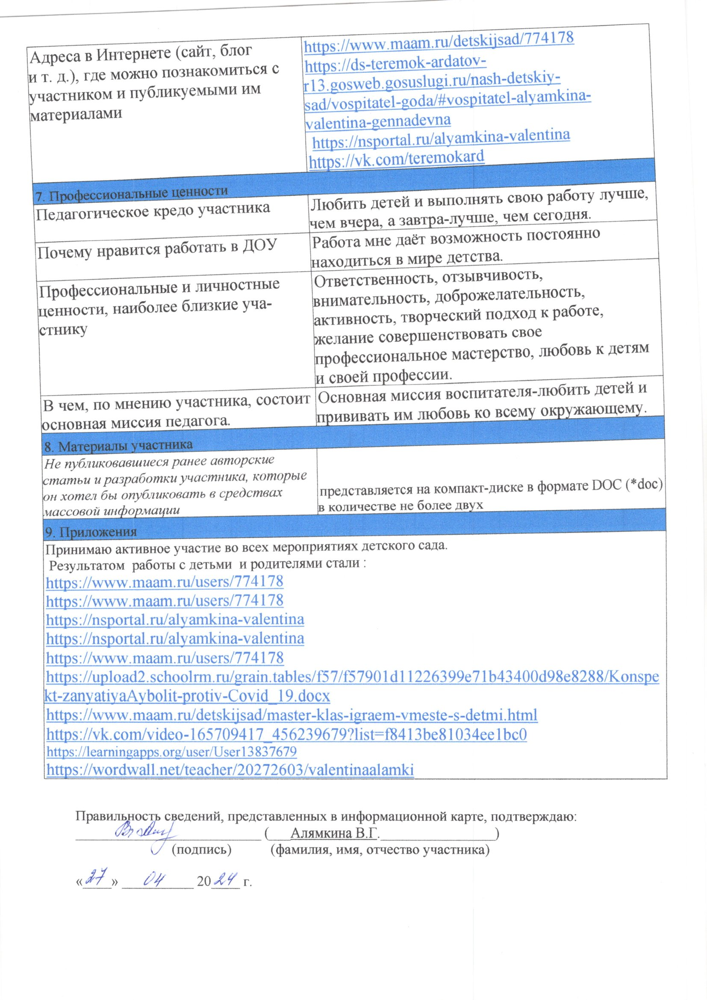 Адреса в Интернете (сайт, блог
и т. д.), где можно познакомиться с
участником и публикуемыми им
материалами
https://www.maam.ru/detskijsad/774178
https://ds-teremok-ardatov-
r13.gosweb.gosuslugi.ru/nash-detskiy-
sad/vospitatel-goda/#vospitatel-alyamkina-
valentina-gennadevna
https://nsportal.ru/alyamkina-valentina
https://vk.com/teremokard
7. Профессиональные ценности
Педагогическое кредо участника
Любить детей и выполнять свою работу лучше,
чем вчера, а завтра-лучше, чем сегодня.
Почему нравится работать в ДОУ
Работа мне даёт возможность постоянно
находиться в мире детства.
Профессиональные и личностные
ценности, наиболее близкие уча-
стнику
Ответственность, отзывчивость,
внимательность, доброжелательность,
активность, творческий подход к работе,
желание совершенствовать свое
профессиональное мастерство, любовь к детям
и своей профессии.
В чем, по мнению участника, состоит
основная миссия педагога.
Основная миссия воспитателя-любить детей и
прививать им любовь ко всему окружающему.
8. Материалы участника
Не публиковавшиеся ранее авторские
статьи и разработки участника, которые
он хотел бы опубликовать в средствах
массовой информации
представляется на компакт-диске в формате DOC (*doc)
в количестве не более двух
9. Приложения
Принимаю активное участие во всех мероприятиях детского сада.
Результатом работы с детьми и родителями стали :
https://www.maam.ru/users/774178
https://www.maam.ru/users/774178
https://nsportal.ru/alyamkina-valentina
https://nsportal.ru/alyamkina-valentina
https://www.maam.ru/users/774178
https://upload2.schoolrm.ru/grain.tables/f57/f57901d11226399e71b43400d98e8288/Konspe
kt-zanyatiyaAybolit-protiv-Covid_19.docx
https://www.maam.ru/detskijsad/master-klas-igraem-vmeste-s-detmi.html
https://vk.com/video-165709417_456239679?list=f8413be81034ee1bc0
https://learningapps.org/user/User13837679
https://wordwall.net/teacher/20272603/valentinaalamki
Правильность сведений, представленных в информационной карте, подтверждаю:
( Алямкина В.Г. )
(подпись) (фамилия, имя, отчество участника)
«27» 04 2024 г.